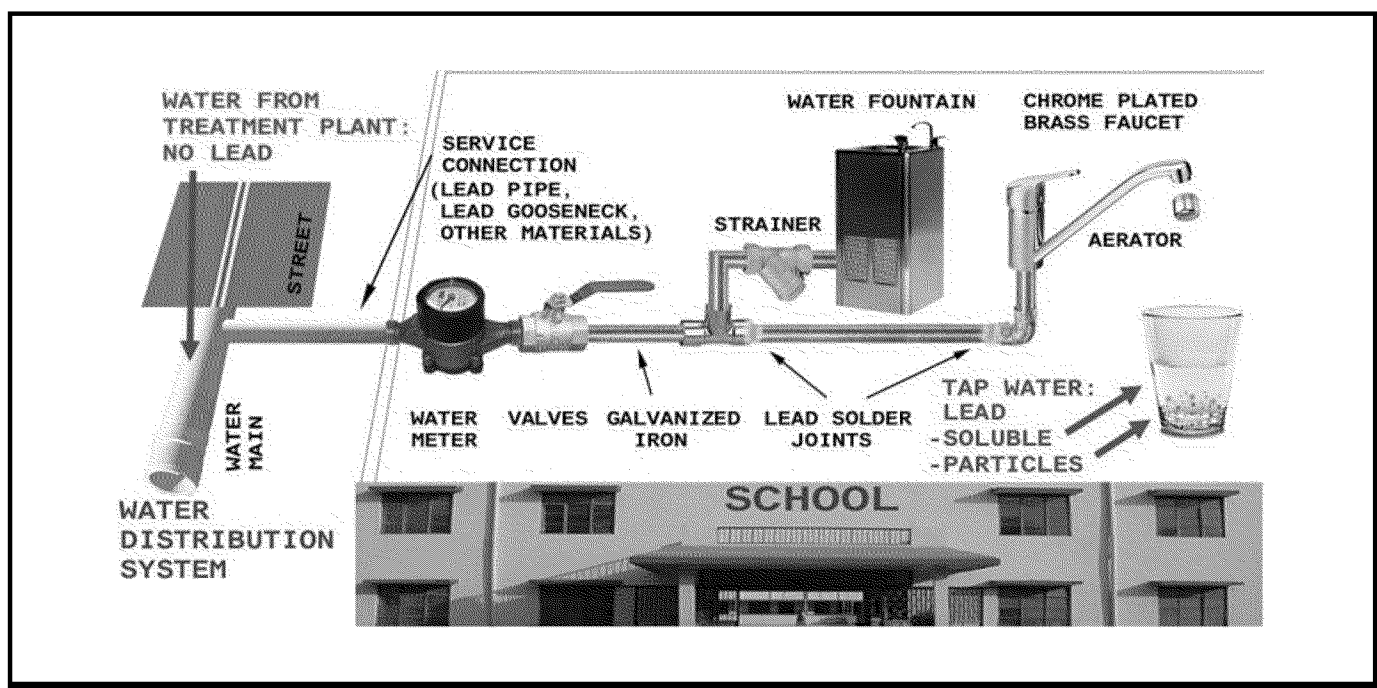 WATER FROM
TREATMENT PLANT:
NO LEAD
STREET
WATER
MAIN
WATER
DISTRIBUTION
SYSTEM
SERVICE
CONNECTION
(LEAD PIPE,
LEAD GOOSENECK,
OTHER MATERIALS)
WATER FOUNTAIN
CHROME PLATED
BRASS FAUCET
STRAINER
AERATOR
WATER
METER
VALVES
GALVANIZED
IRON
LEAD SOLDER
JOINTS
TAP WATER:
LEAD
-SOLUBLE
-PARTICLES
SCHOOL